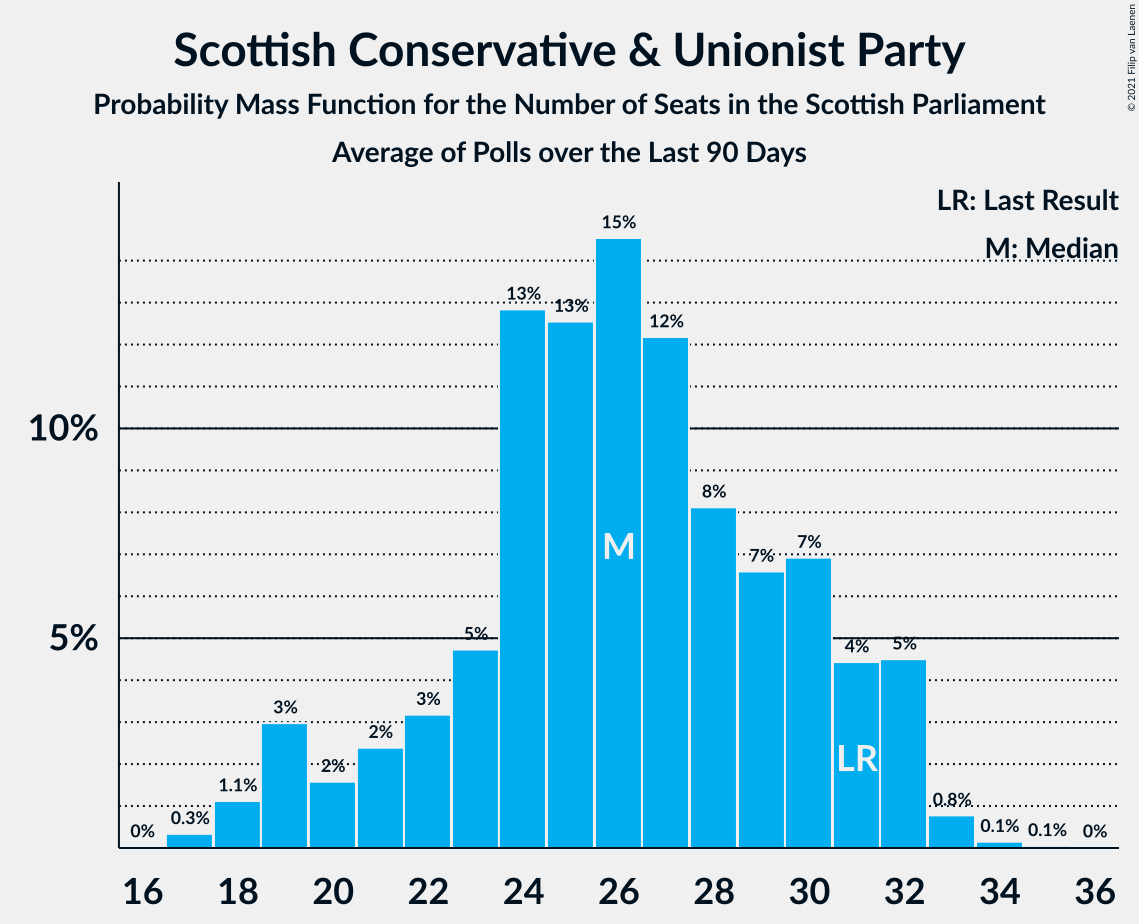 Scottish Conservative & Unionist Party
Probability Mass Function for the Number of Seats in the Scottish Parliament
Average of Polls over the Last 90 Days
© 2021 Filip van Laenen
LR: Last Result
M: Median
15%
13%
13%
12%
10%
8%
7%
7%
M
5%
5%
4%
5%
3%
3%
2%
2%
LR
1.1%
0.8%
0.3%
0%
0.1%
0.1%
0%
16 18 20 22 24 26 28 30 32 34 36